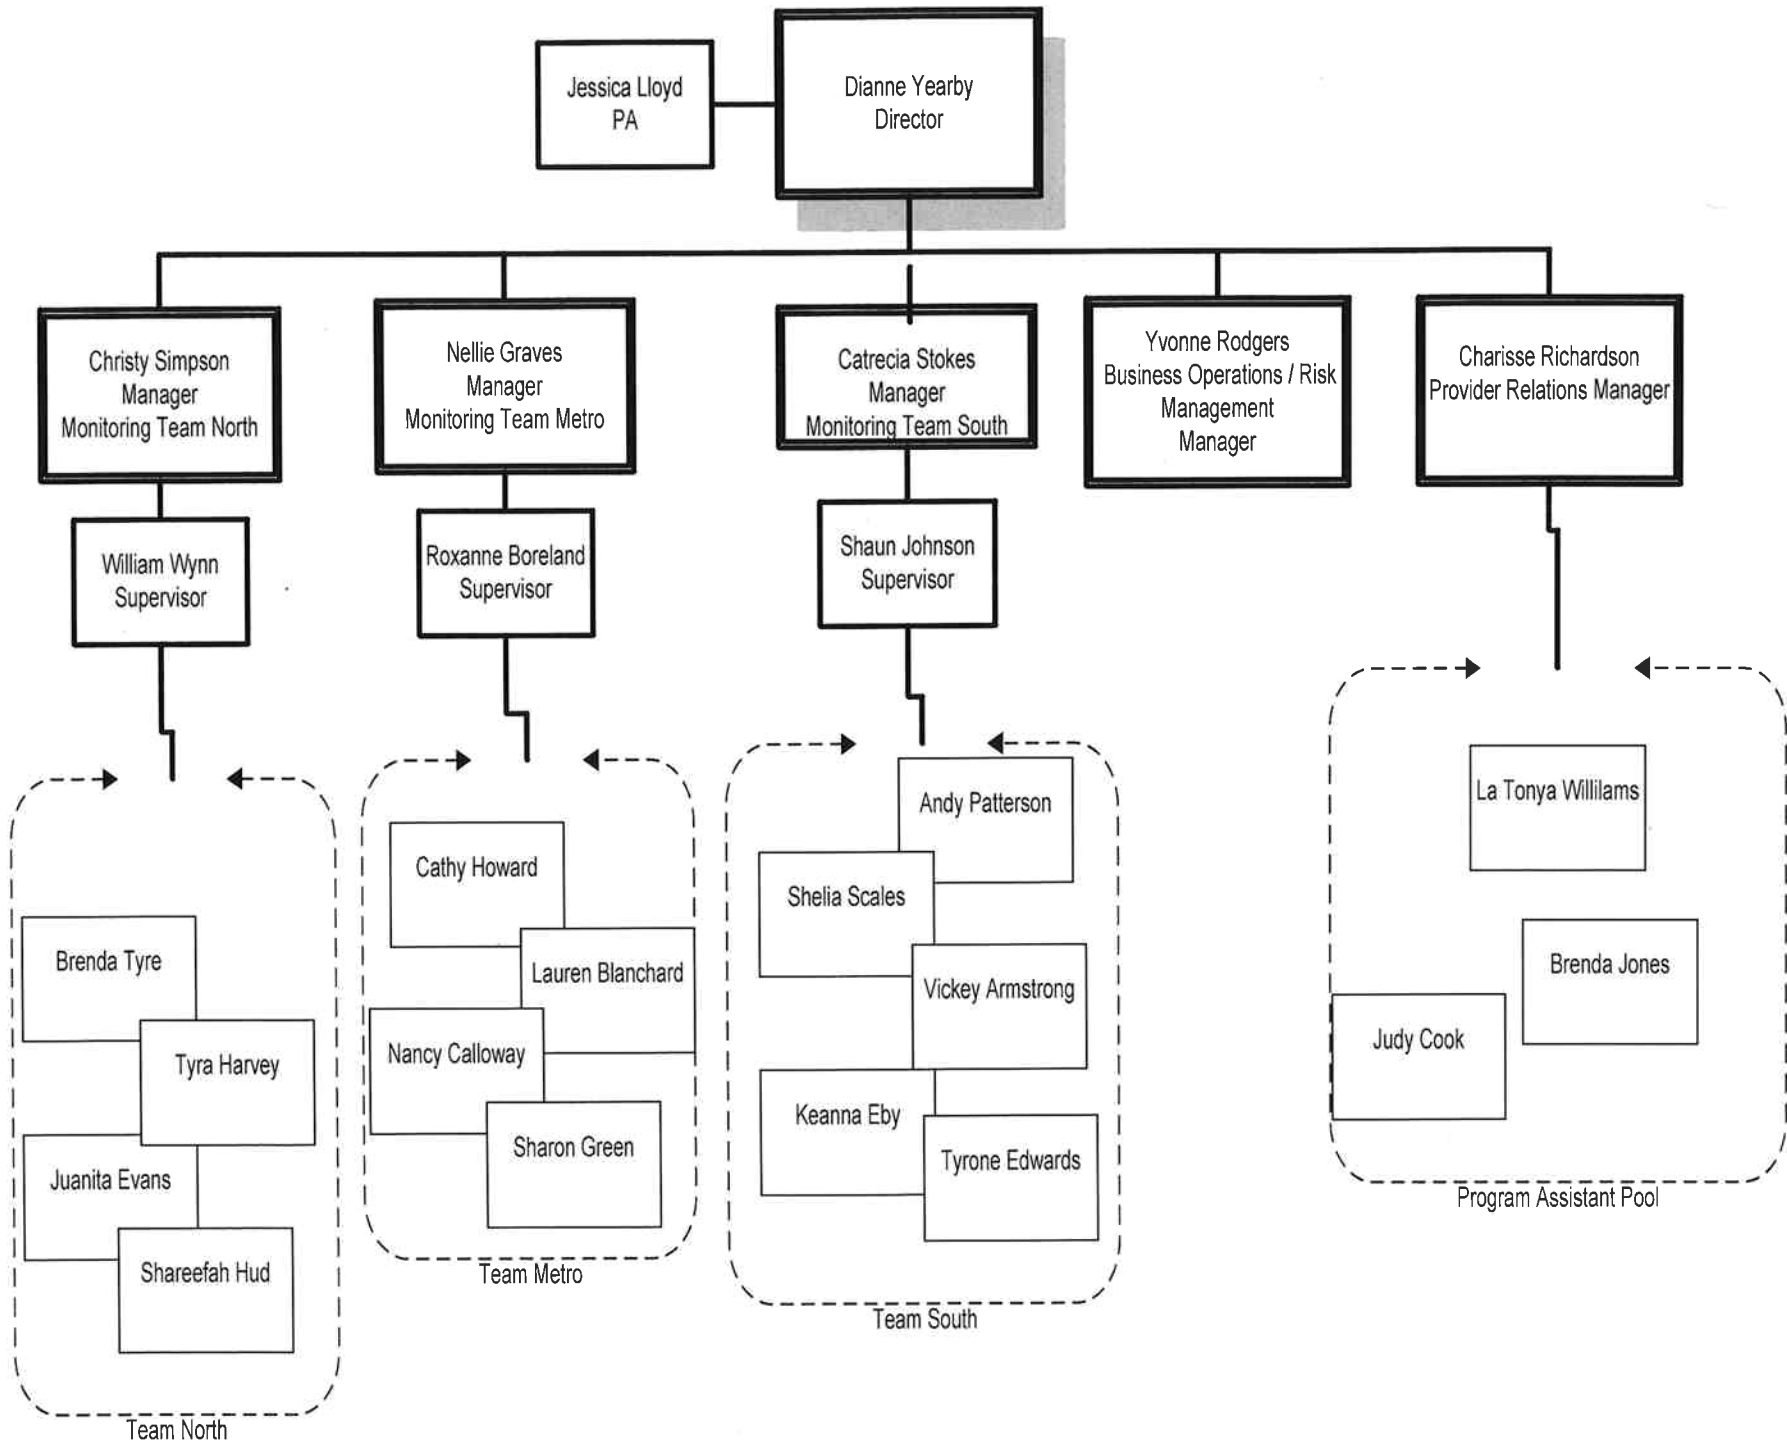 Jessica Lloyd
PA
Dianne Yearby
Director
Christy Simpson
Manager
Monitoring Team North
Nellie Graves
Manager
Monitoring Team Metro
Catrecia Stokes
Manager
Monitoring Team South
Yvonne Rodgers
Business Operations / Risk
Management
Manager
Charisse Richardson
Provider Relations Manager
William Wynn
Supervisor
Roxanne Boreland
Supervisor
Shaun Johnson
Supervisor
Brenda Tyre
Tyra Harvey
Juanita Evans
Shareefah Hud
Team North
Cathy Howard
Lauren Blanchard
Nancy Calloway
Sharon Green
Team Metro
Andy Patterson
Shelia Scales
Vickey Armstrong
Keanna Eby
Tyrone Edwards
Team South
La Tonya Willilams
Brenda Jones
Judy Cook
Program Assistant Pool